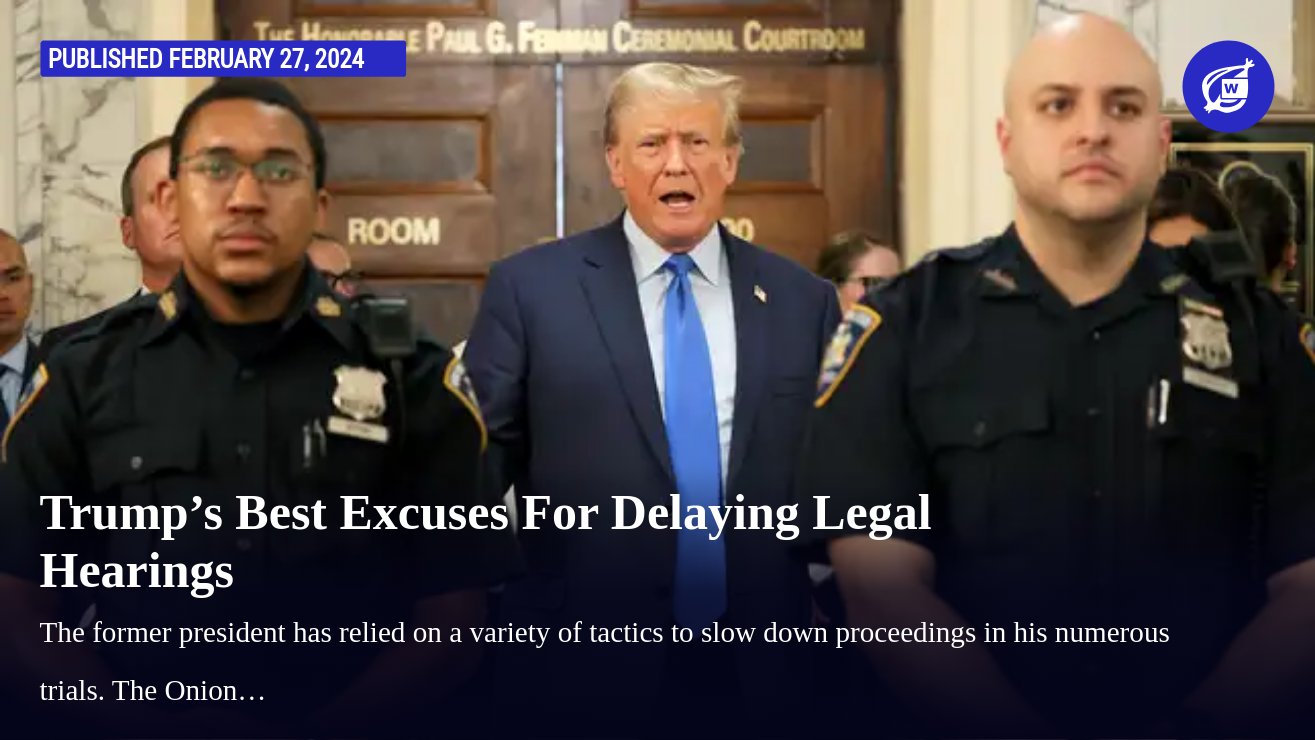 THE HONORABLE PAUL G. FEINMAN CEREMONIAL COURTROOM
PUBLISHED FEBRUARY 27, 2024
W
ROOM
00
Trump’s Best Excuses For Delaying Legal
Hearings
The former president has relied on a variety of tactics to slow down proceedings in his numerous
trials. The Onion…